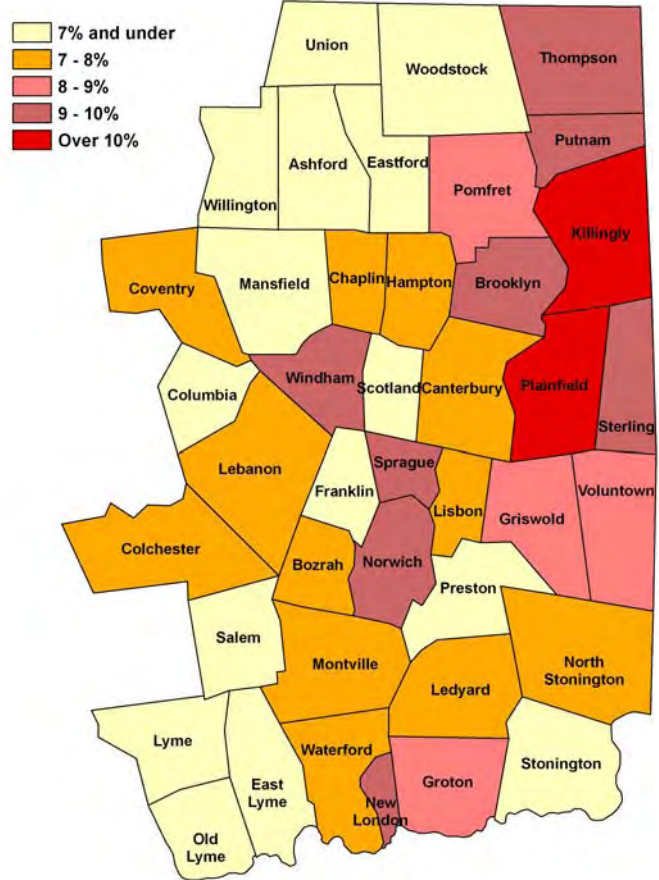 7% and under
7 - 8%
8 - 9%
9 - 10%
Over 10%
Union
Woodstock
Thompson
Putnam
Ashford
Eastford
Pomfret
Willington
Killingly
Coventry
Mansfield
Chaplin
Hampton
Brooklyn
Windham
Scotland
Canterbury
Plainfield
Columbia
Sterling
Lebanon
Sprague
Franklin
Lisbon
Griswold
Voluntown
Colchester
Bozrah
Norwich
Preston
Salem
Montville
Ledyard
North
Stonington
Lyme
Waterford
East
Lyme
Groton
Stonington
New
London
Old
Lyme